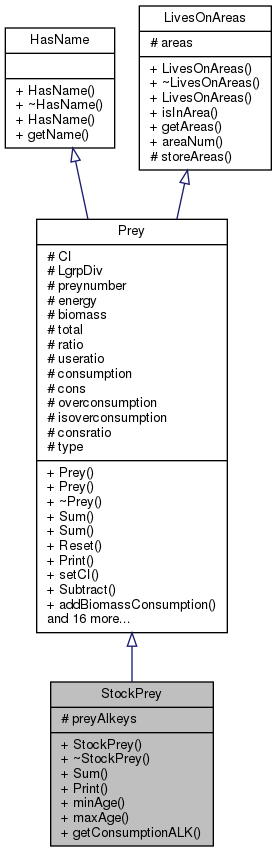 HasName
+ HasName()
+ ~HasName()
+ HasName()
+ getName()
LivesOnAreas
# areas
+ LivesOnAreas()
+ ~LivesOnAreas()
+ LivesOnAreas()
+ isInArea()
+ getAreas()
+ areaNum()
# storeAreas()
Prey
# CI
# LgrpDiv
# preynumber
# energy
# biomass
# total
# ratio
# useratio
# consumption
# cons
# overconsumption
# isoverconsumption
# consratio
# type
+ Prey()
+ Prey()
+ ~Prey()
+ Sum()
+ Sum()
+ Reset()
+ Print()
+ setCI()
+ Subtract()
+ addBiomassConsumption()
and 16 more...
StockPrey
# preyAlkeys
+ StockPrey()
+ ~StockPrey()
+ Sum()
+ Print()
+ minAge()
+ maxAge()
+ getConsumptionALK()